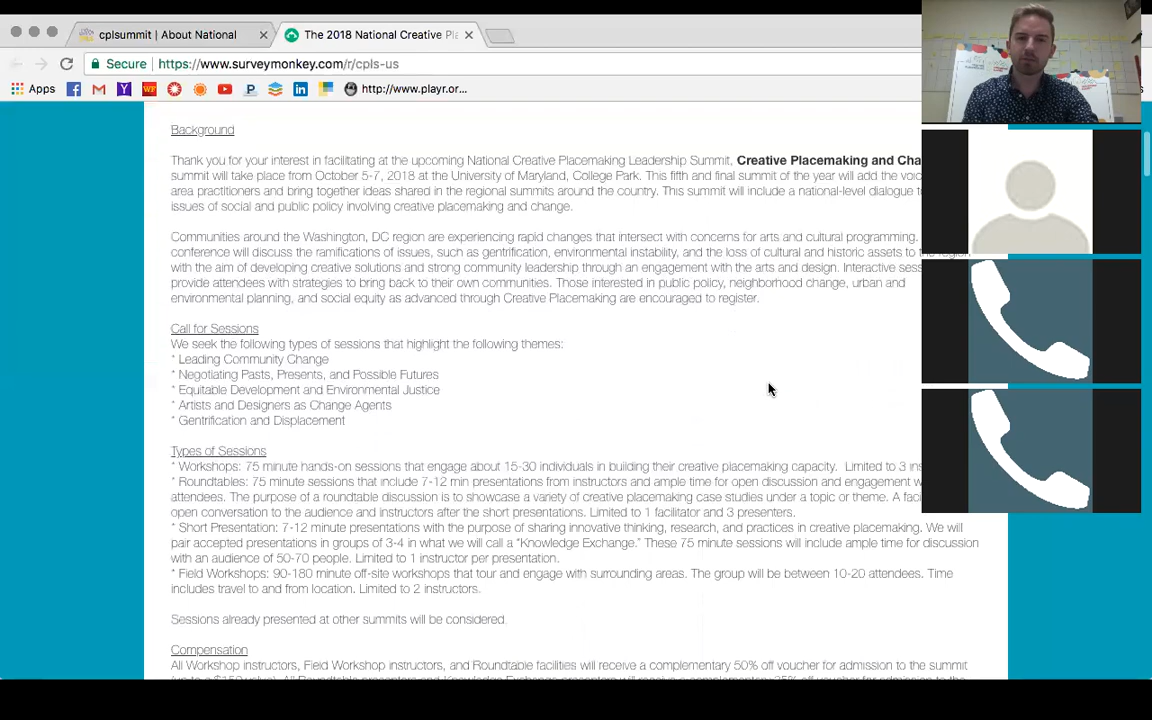 cplsummit | About National
The 2018 National Creative Pla
Secure
https://www.surveymonkey.com/r/cpls-us
Apps
http://www.playr.or...
Background
Thank you for your interest in facilitating at the upcoming National Creative Placemaking Leadership Summit, Creative Placemaking and Cha
summit will take place from October 5-7, 2018 at the University of Maryland, College Park. This fifth and final summit of the year will add the voic
area practitioners and bring together ideas shared in the regional summits around the country. This summit will include a national-level dialogue to
issues of social and public policy involving creative placemaking and change.
Communities around the Washington, DC region are experiencing rapid changes that intersect with concerns for arts and cultural programming.
conference will discuss the ramifications of issues, such as gentrification, environmental instability, and the loss of cultural and historic assets to the region
with the aim of developing creative solutions and strong community leadership through an engagement with the arts and design. Interactive sess
provide attendees with strategies to bring back to their own communities. Those interested in public policy, neighborhood change, urban and
environmental planning, and social equity as advanced through Creative Placemaking are encouraged to register.
Call for Sessions
We seek the following types of sessions that highlight the following themes:
* Leading Community Change
* Negotiating Pasts, Presents, and Possible Futures
* Equitable Development and Environmental Justice
* Artists and Designers as Change Agents
* Gentrification and Displacement
Types of Sessions
* Workshops: 75 minute hands-on sessions that engage about 15-30 individuals in building their creative placemaking capacity. Limited to 3 ins
* Roundtables: 75 minute sessions that include 7-12 min presentations from instructors and ample time for open discussion and engagement w
attendees. The purpose of a roundtable discussion is to showcase a variety of creative placemaking case studies under a topic or theme. A faci
open conversation to the audience and instructors after the short presentations. Limited to 1 facilitator and 3 presenters.
* Short Presentation: 7-12 minute presentations with the purpose of sharing innovative thinking, research, and practices in creative placemaking. We will
pair accepted presentations in groups of 3-4 in what we will call a “Knowledge Exchange.” These 75 minute sessions will include ample time for discussion
with an audience of 50-70 people. Limited to 1 instructor per presentation.
* Field Workshops: 90-180 minute off-site workshops that tour and engage with surrounding areas. The group will be between 10-20 attendees. Time
includes travel to and from location. Limited to 2 instructors.
Sessions already presented at other summits will be considered.
Compensation
All Workshop instructors, Field Workshop instructors, and Roundtable facilities will receive a complementary 50% off voucher for admission to the summit